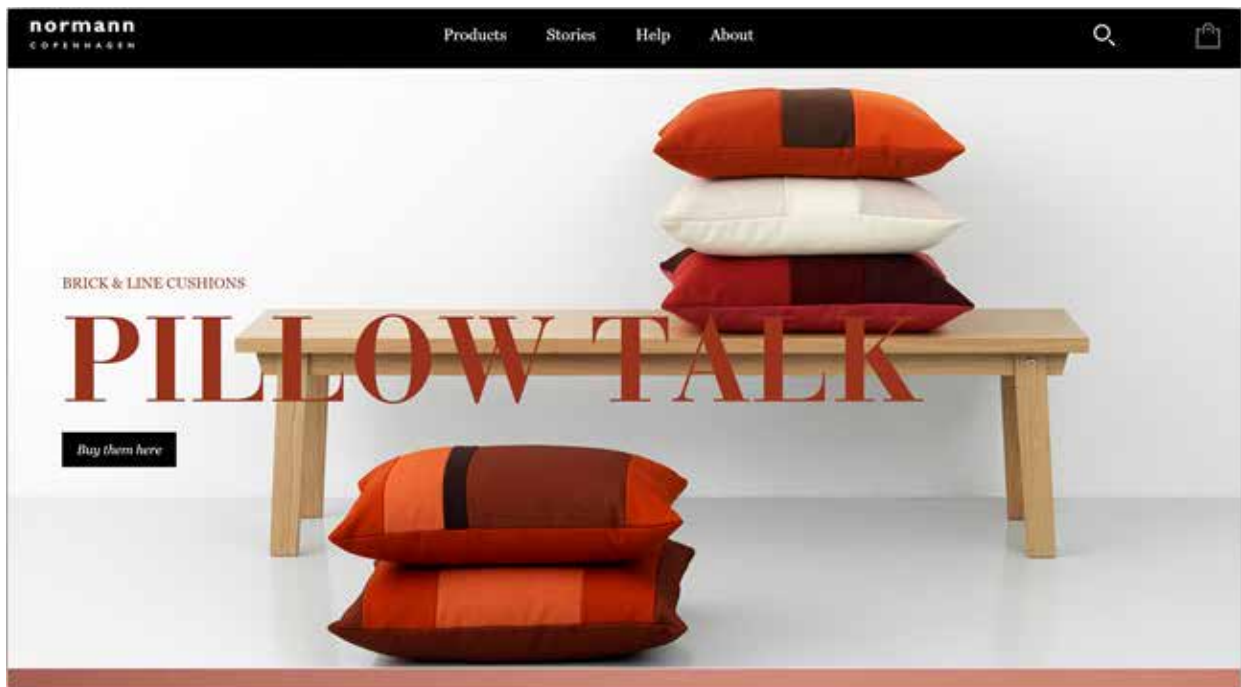 normann
COPENHAGEN
Products Stories Help About
BRICK & LINE CUSHIONS
PILLOW TALK
Buy them here